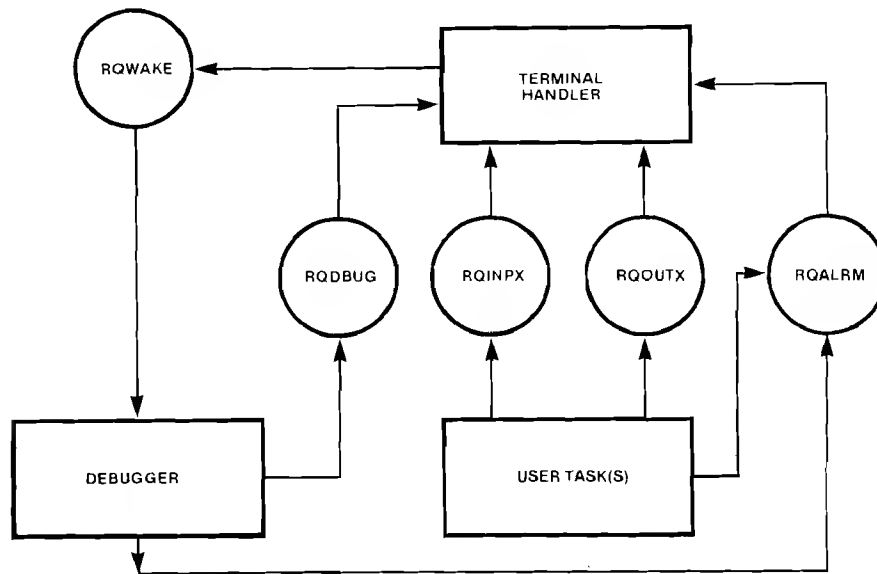 RQWAKE
TERMINAL
HANDLER
RQDBUG
RQINPX
RQOUTX
RQALRM
DEBUGGER
USER TASK(S)